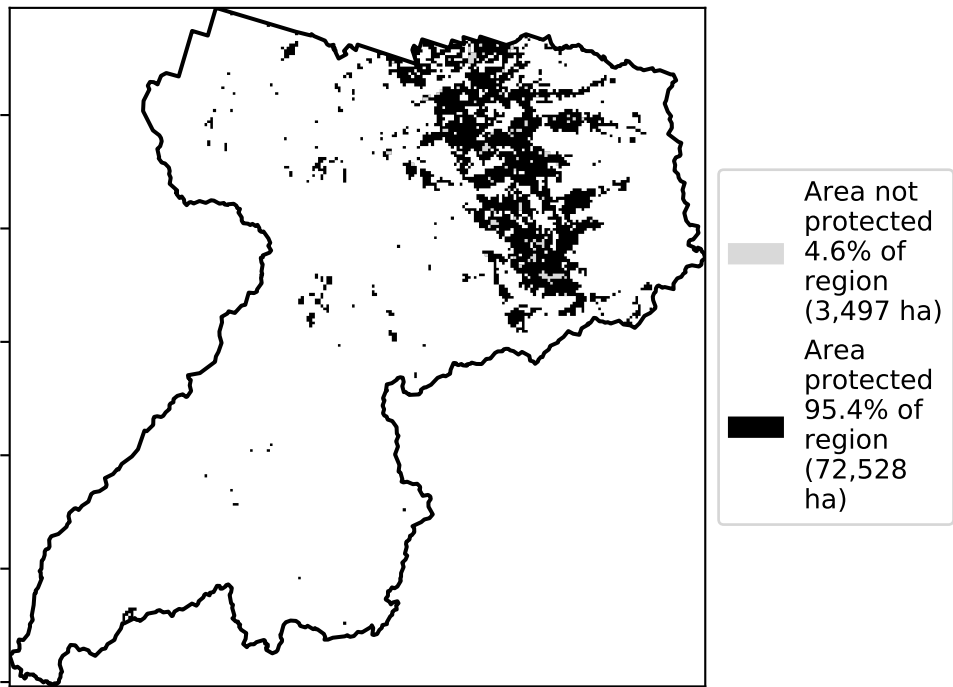 Area not
protected
4.6% of
region
(3,497 ha)
Area
protected
95.4% of
region
(72,528
ha)